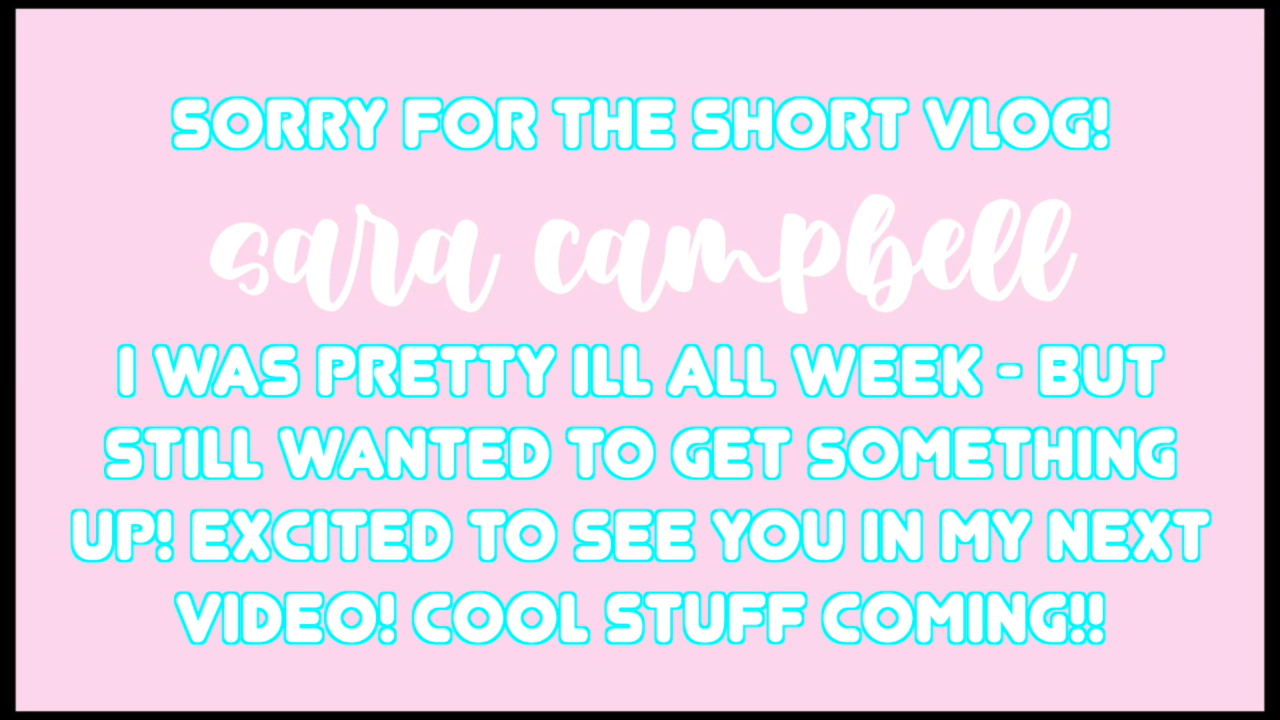 SORRY FOR THE SHORT VLOG!
sara campbell
I WAS PRETTY ILL ALL WEEK - BUT
STILL WANTED TO GET SOMETHING
UP! EXCITED TO SEE YOU IN MY NEXT
VIDEO! COOL STUFF COMING!!